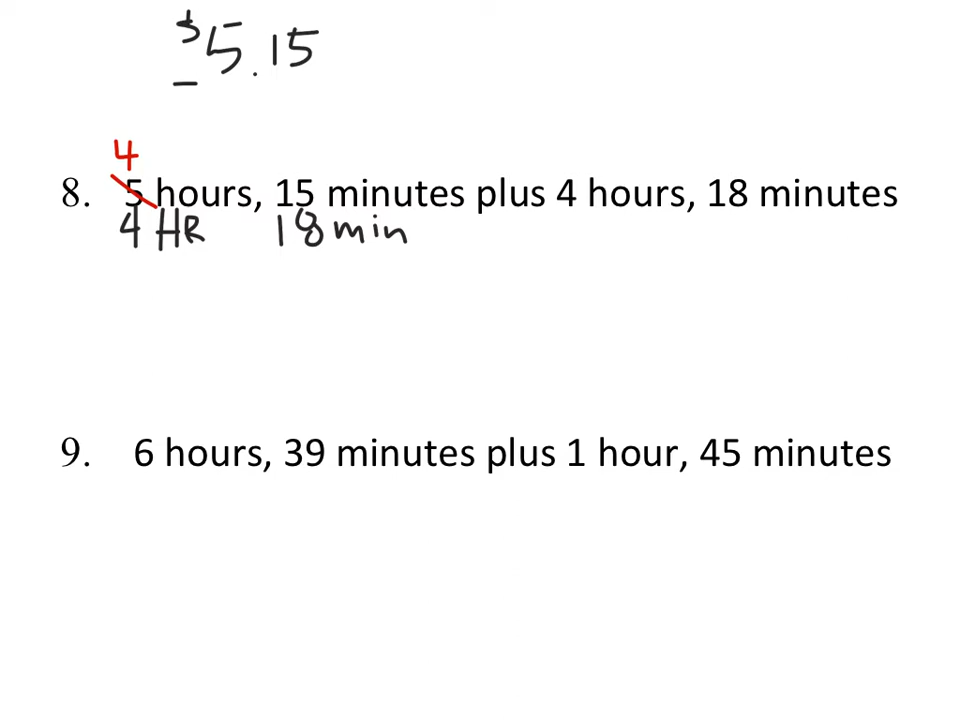 $5.15
–
4
8. 5 hours, 15 minutes plus 4 hours, 18 minutes
4 HR 18 min
9. 6 hours, 39 minutes plus 1 hour, 45 minutes